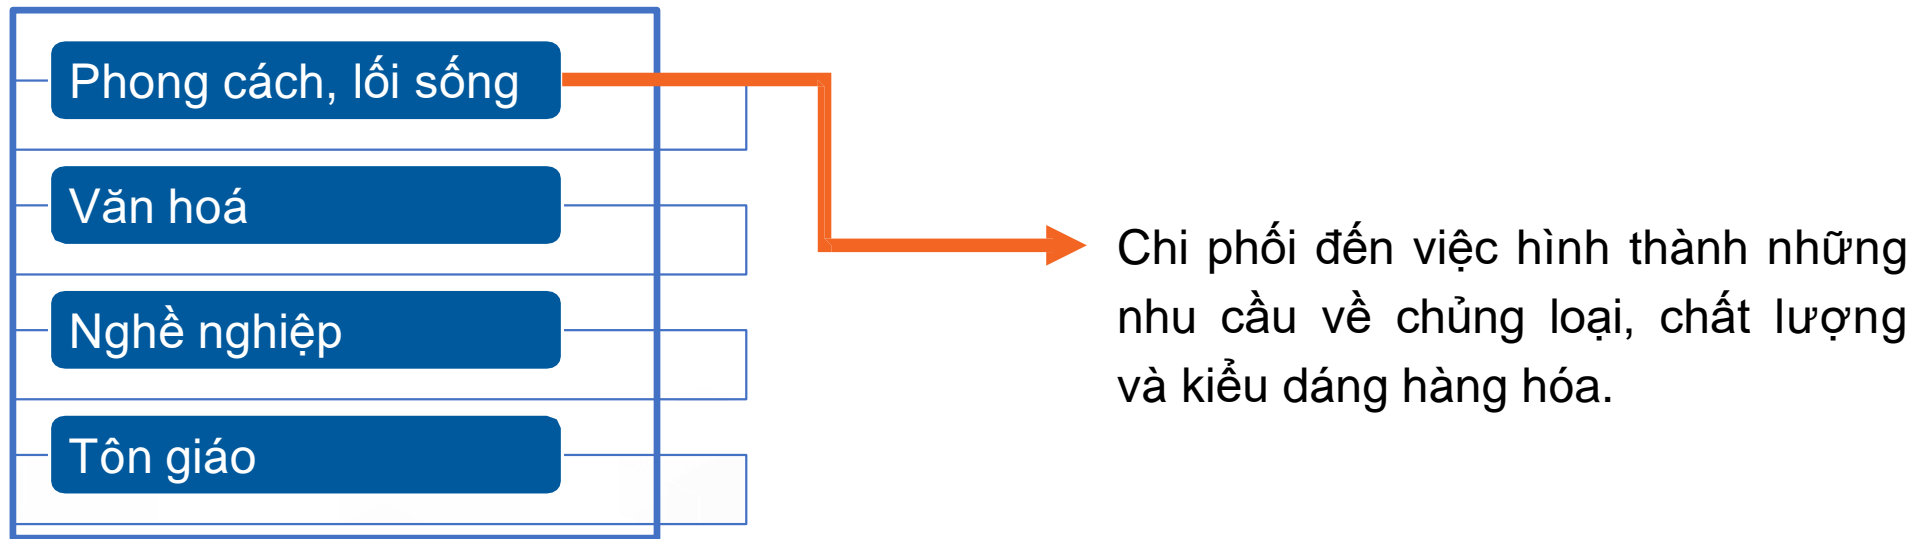 Phong cách, lối sống
Văn hoá
Nghề nghiệp
Tôn giáo
Chi phối đến việc hình thành những
nhu cầu về chủng loại, chất lượng
và kiểu dáng hàng hóa.